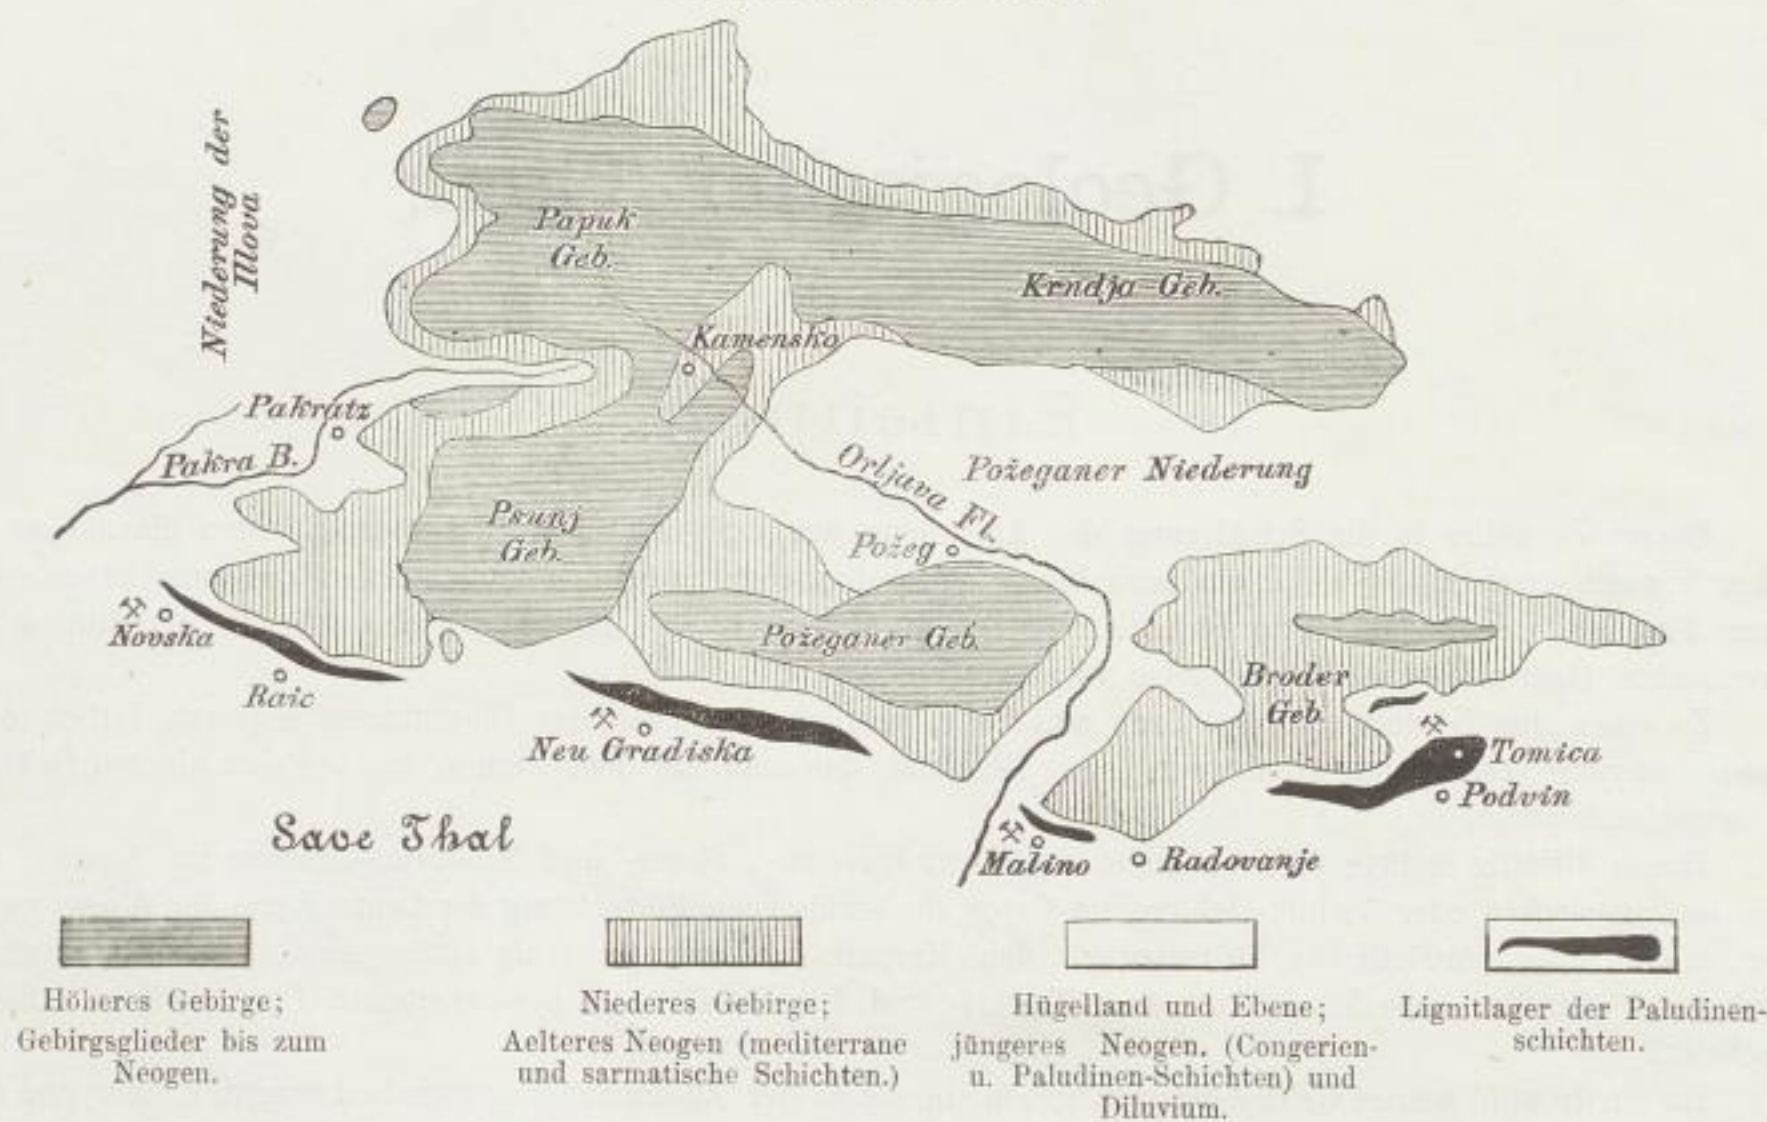 Niederung der
Illova
Papuk
Geb.
Krndja-Geb.
Kamensko
Pakratz
Pakra B.
Orljava Fl.
Požeganer Niederung
Psunj
Geb.
Požeg
Novska
Raic
Požeganer Geb.
Neu Gradiska
Broder
Geb.
Tomica
Podvin
Malino
Radovanje
Save Thal
Höheres Gebirge;
Gebirgsglieder bis zum
Neogen.
Niederes Gebirge;
Aelteres Neogen (mediterrane
und sarmatische Schichten.)
Hügelland und Ebene;
jüngeres Neogen. (Congerien-
u. Paludinen-Schichten) und
Diluvium.
Lignitlager der Paludinen-
schichten.